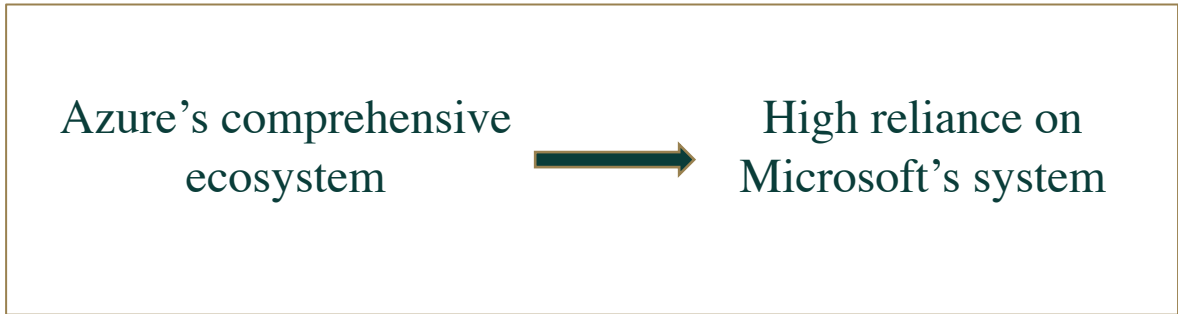 Azure’s comprehensive
ecosystem
High reliance on
Microsoft’s system